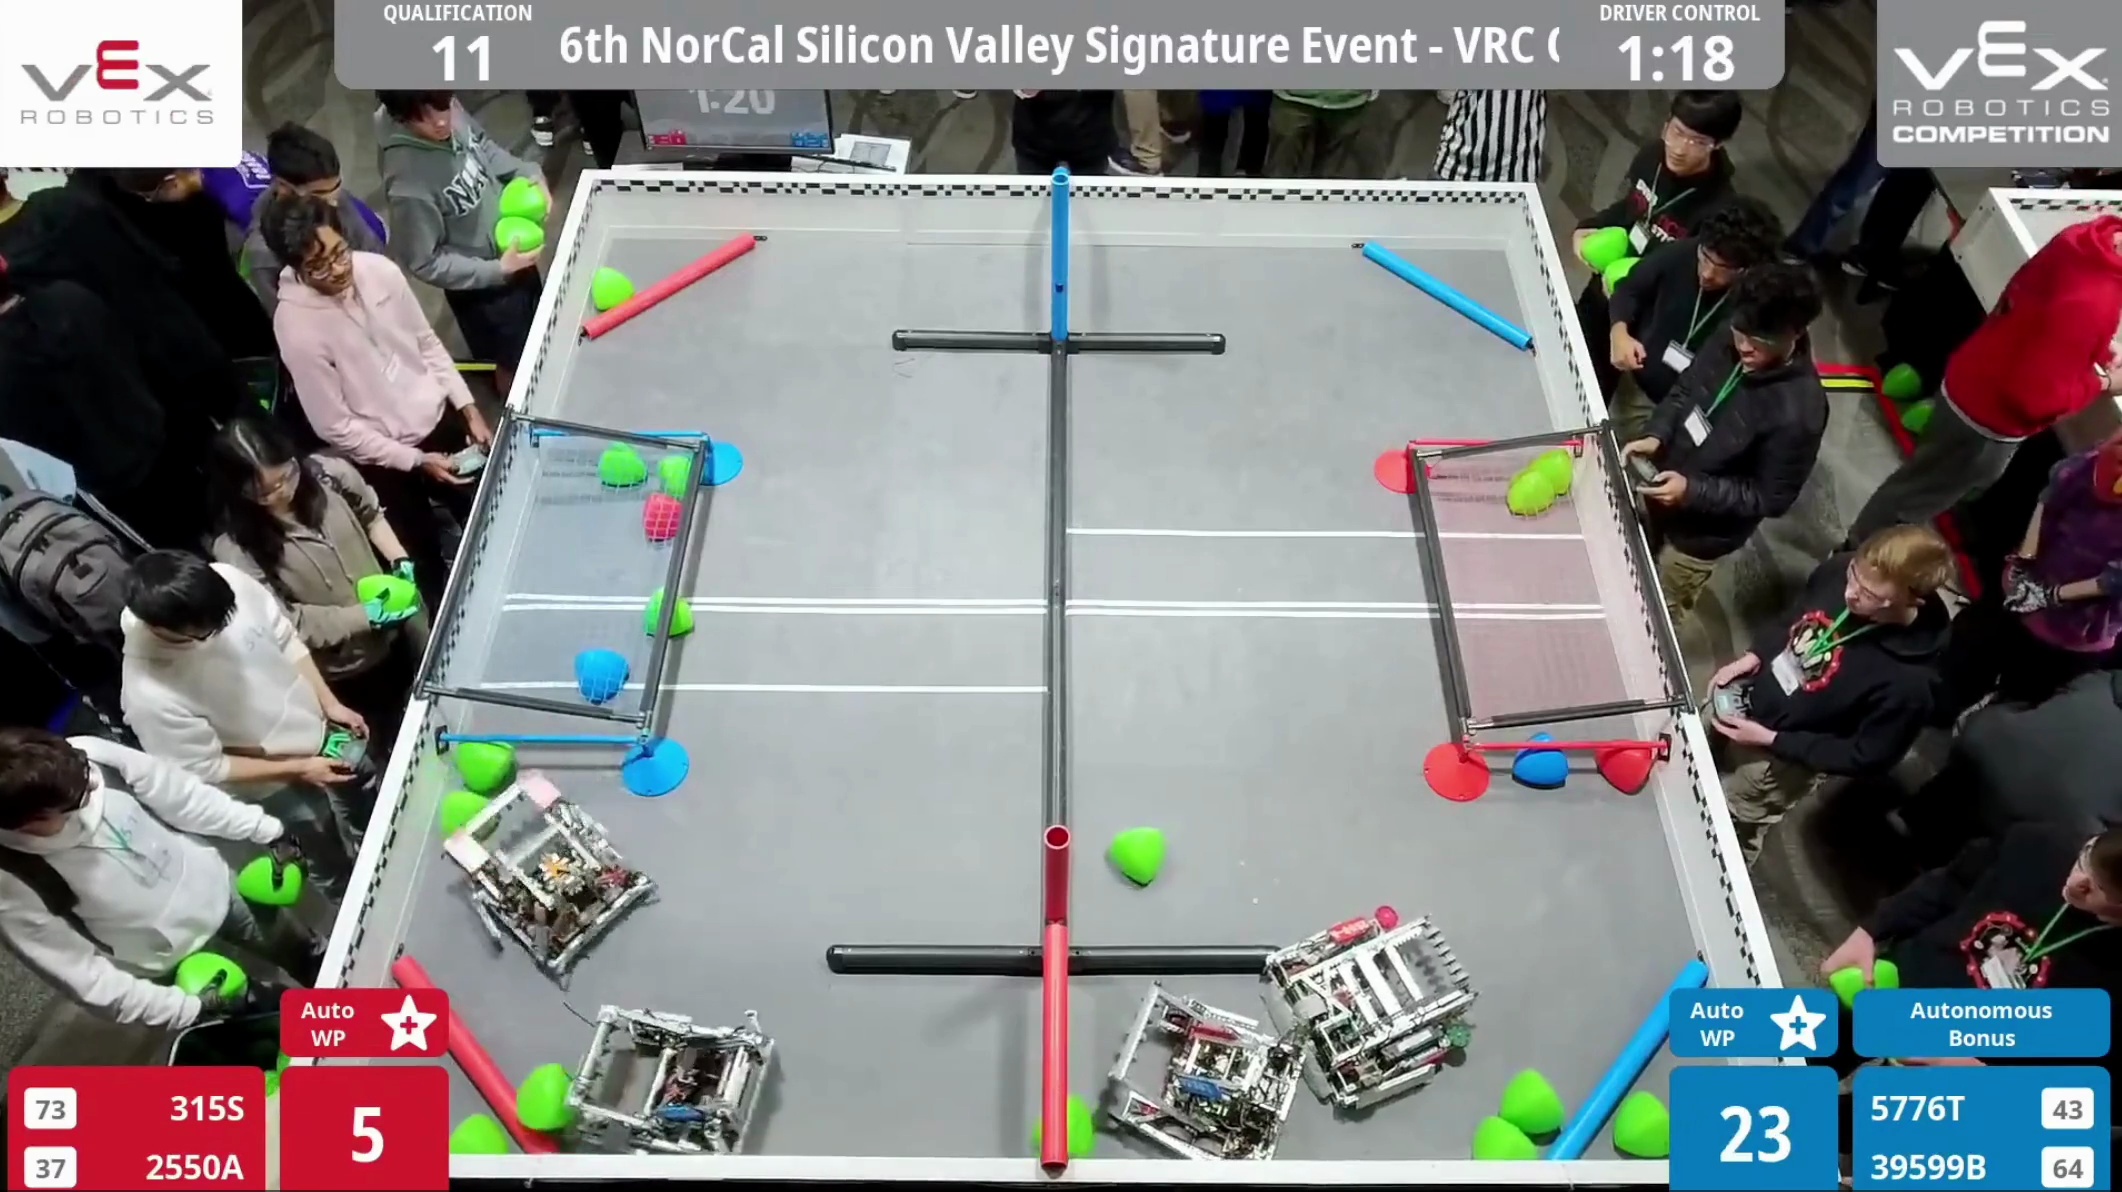 QUALIFICATION
11
6th NorCal Silicon Valley Signature Event - VRC
DRIVER CONTROL
1:18
VEX
ROBOTICS
VEX
ROBOTICS
COMPETITION
1:20
Auto
WP
73 315S
37 2550A
5
Auto
WP
Autonomous
Bonus
23
5776T 43
39599B 64